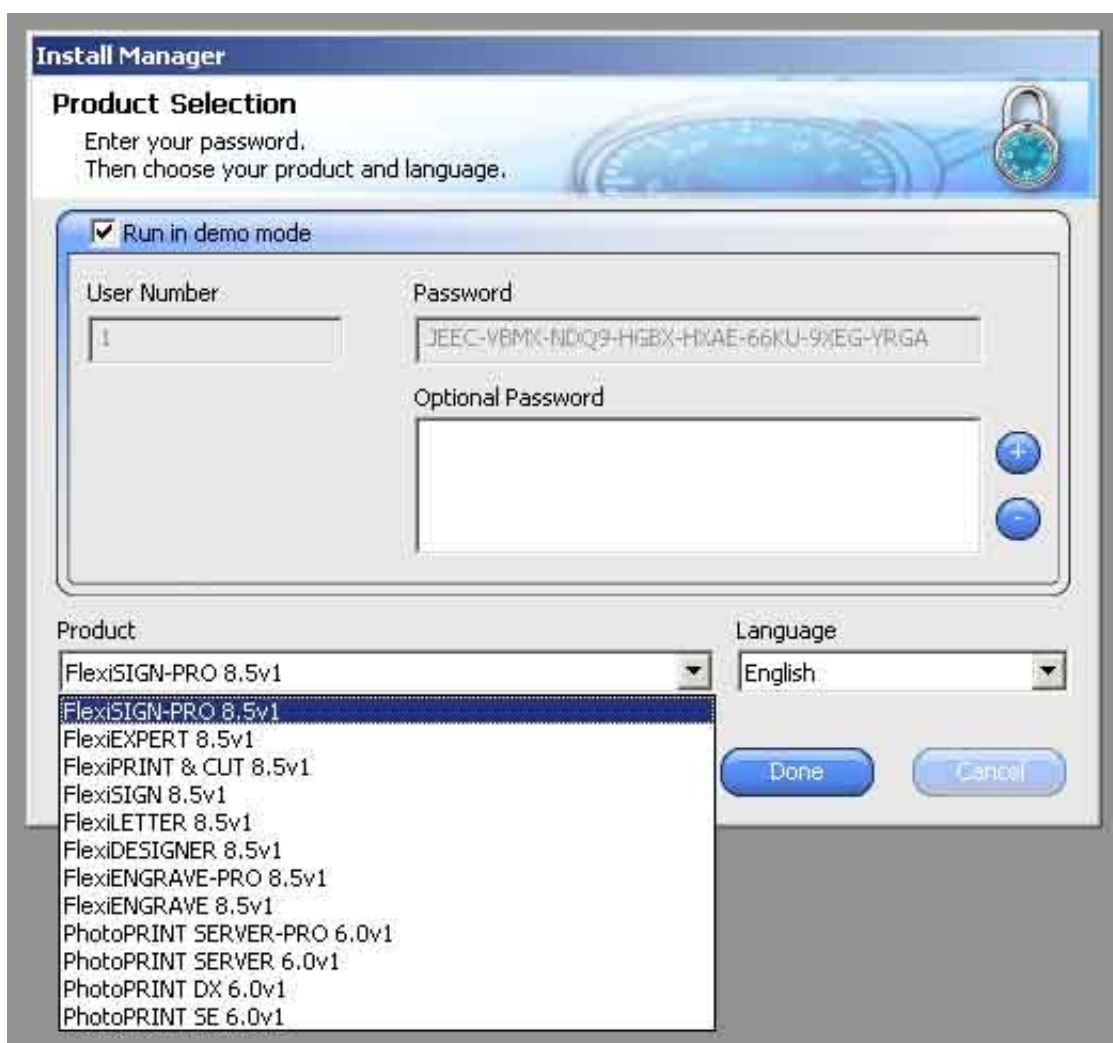 Install Manager
Product Selection
Enter your password.
Then choose your product and language.
Run in demo mode
User Number
Password
1
JEEC-VBMX-NDQ9-HGBX-HXAE-66KU-9XEG-YRGA
Optional Password
+
-
Product
Language
FlexiSIGN-PRO 8.5v1
English
FlexiSIGN-PRO 8.5v1
FlexiEXPERT 8.5v1
FlexiPRINT & CUT 8.5v1
FlexiSIGN 8.5v1
FlexiLETTER 8.5v1
FlexiDESIGNER 8.5v1
FlexiENGRAVE-PRO 8.5v1
FlexiENGRAVE 8.5v1
PhotoPRINT SERVER-PRO 6.0v1
PhotoPRINT SERVER 6.0v1
PhotoPRINT DX 6.0v1
PhotoPRINT SE 6.0v1
Done
Cancel